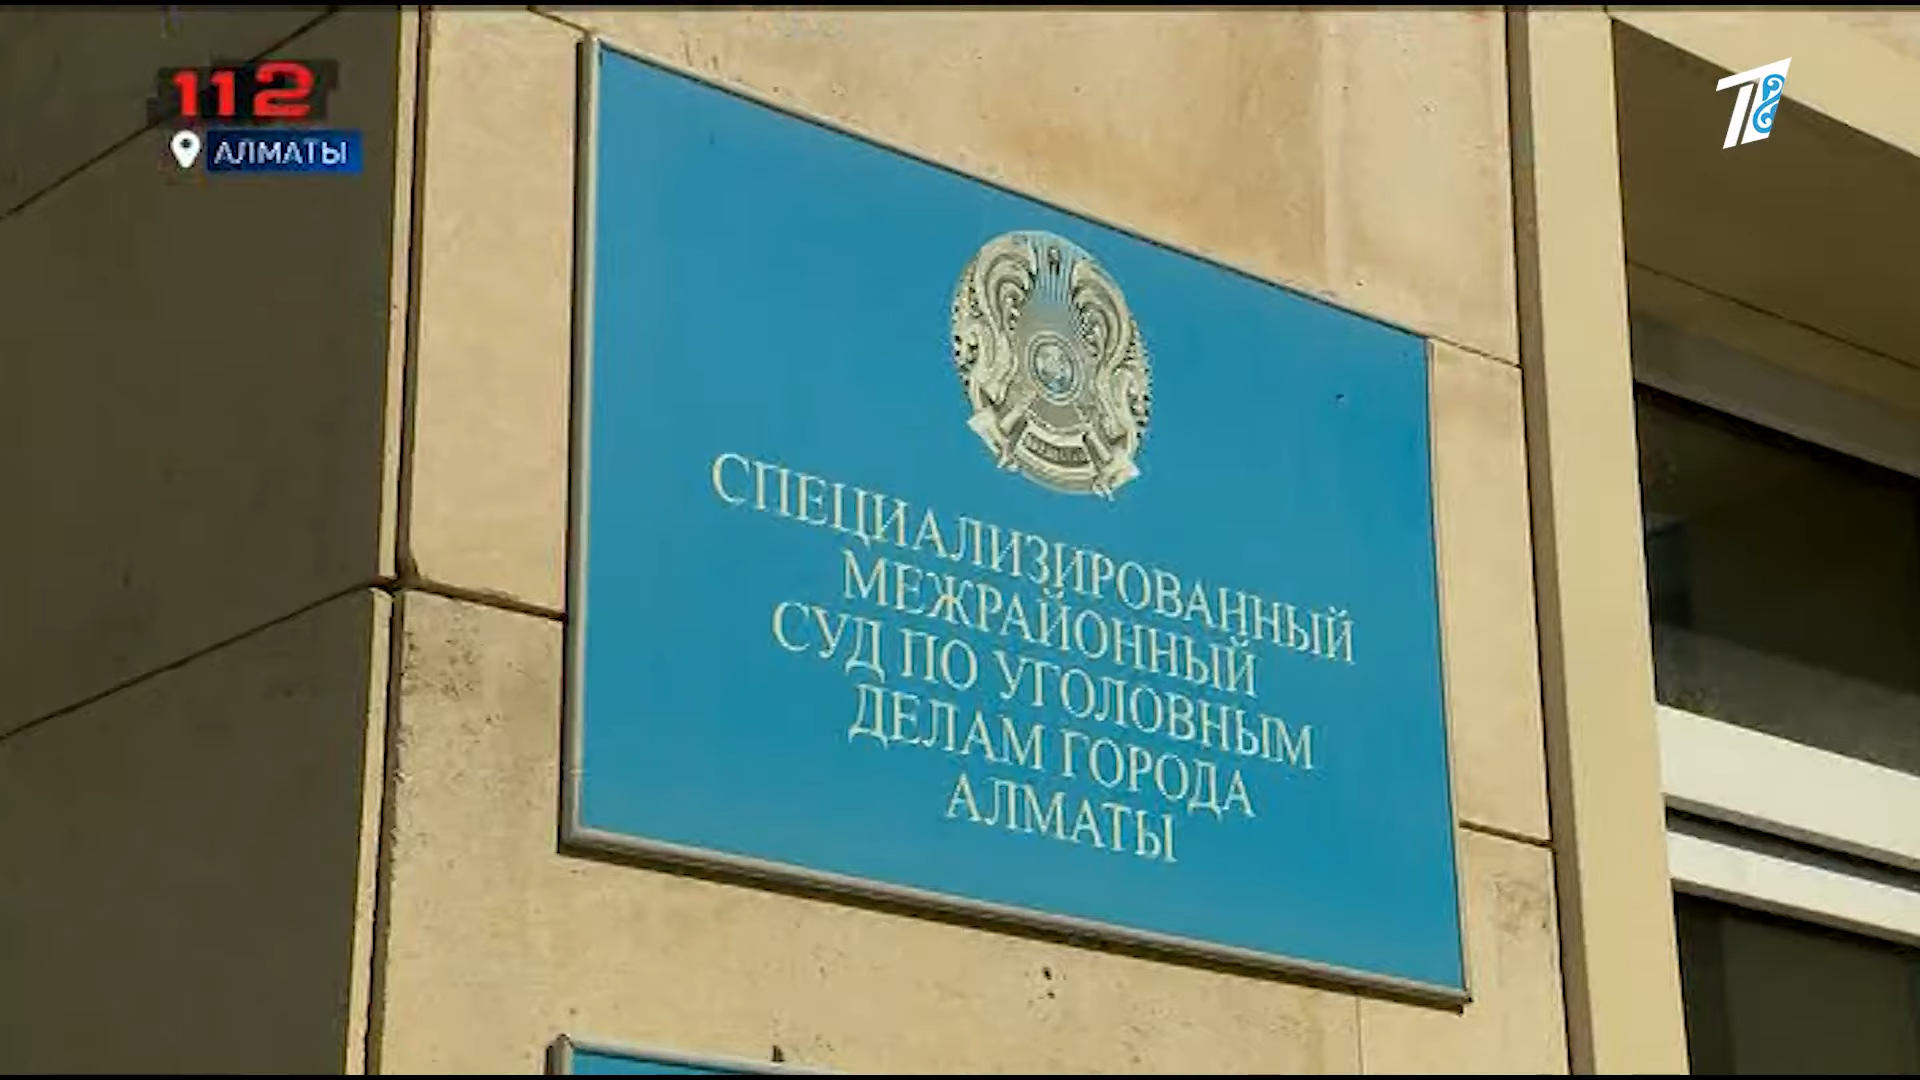 112
АЛМАТЫ
СПЕЦИАЛИЗИРОВАННЫЙ
МЕЖРАЙОННЫЙ
СУД ПО УГОЛОВНЫМ
ДЕЛАМ ГОРОДА
АЛМАТЫ